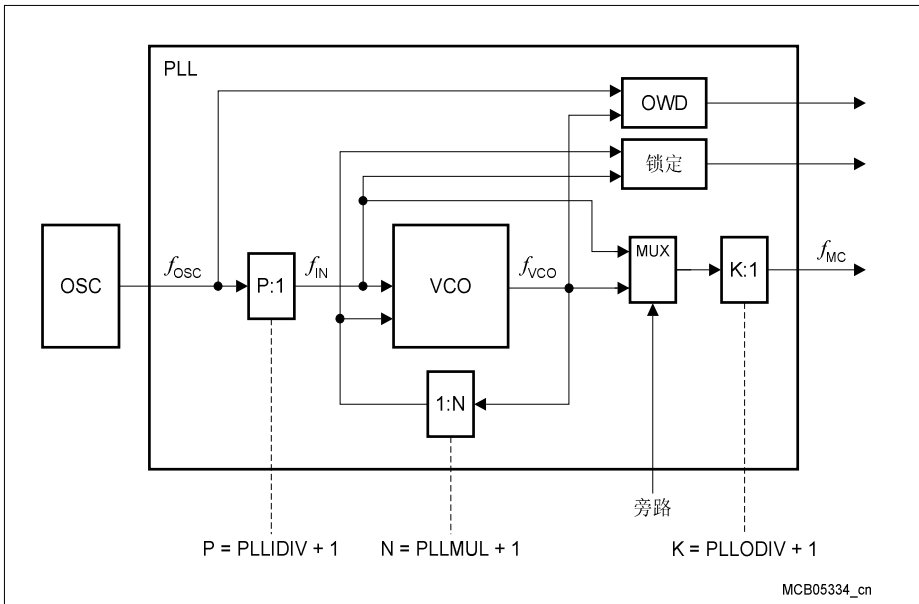 PLL
OWD
锁定
OSC
fOSC
P:1
fIN
VCO
fVCO
MUX
K:1
fMC
1:N
旁路
P = PLLIDIV + 1
N = PLLMUL + 1
K = PLLODIV + 1
MCB05334_cn